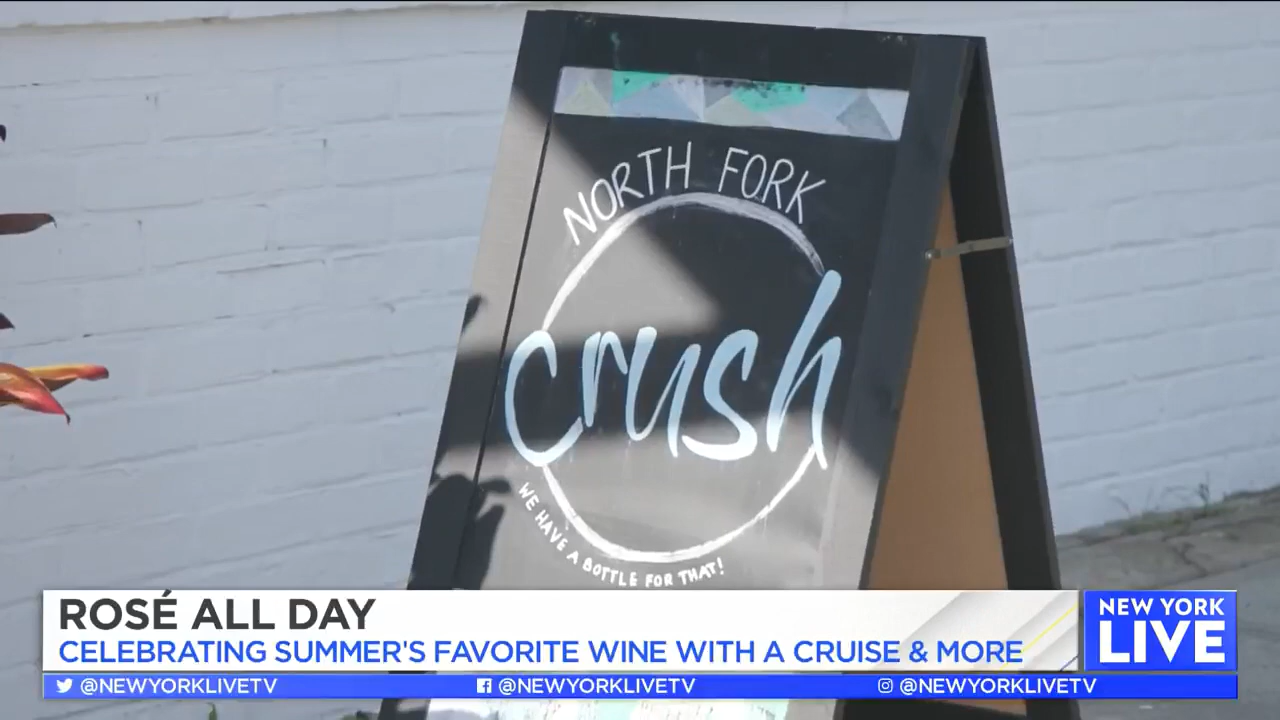 NORTH FORK
crush
WE HAVE A BOTTLE FOR THAT!
ROSÉ ALL DAY
CELEBRATING SUMMER'S FAVORITE WINE WITH A CRUISE & MORE
NEW YORK
LIVE
@NEWYORKLIVETV
@NEWYORKLIVETV
@NEWYORKLIVETV